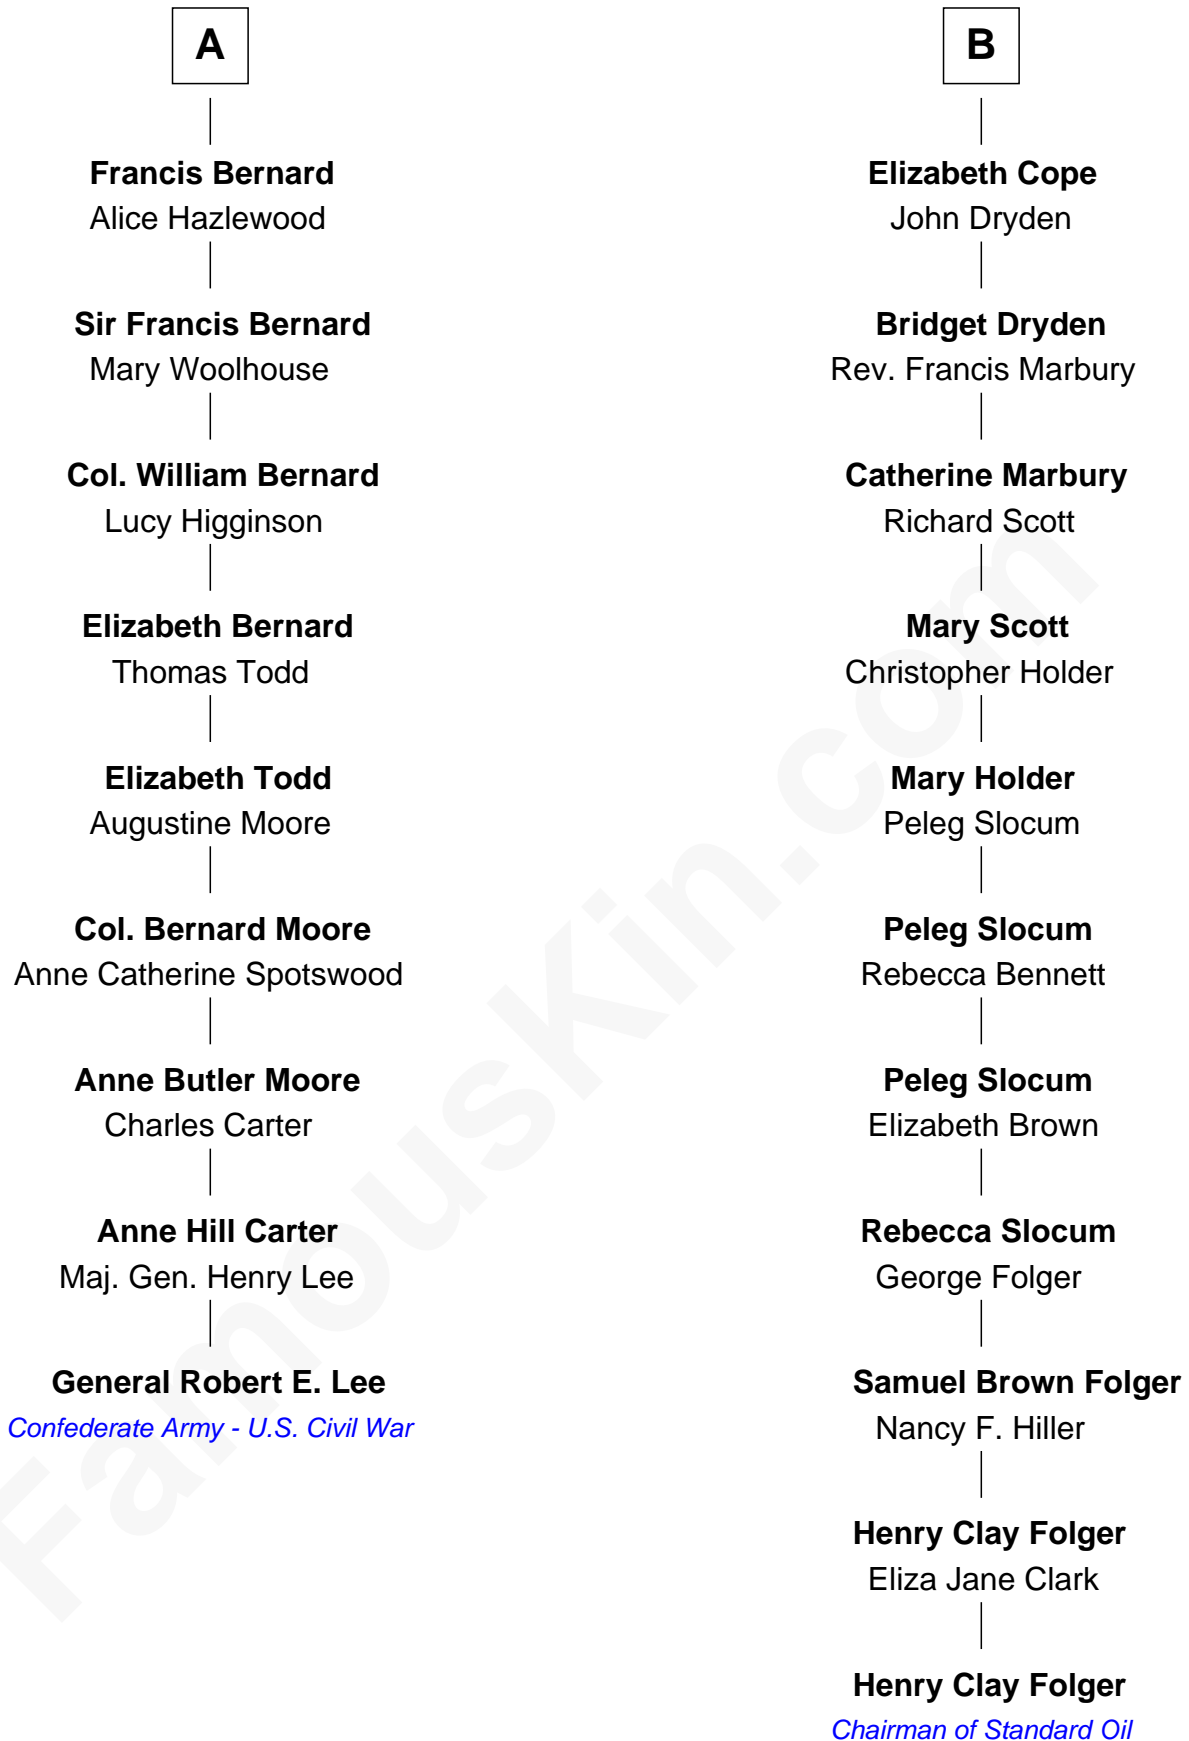 A
Francis Bernard
Alice Hazlewood
Sir Francis Bernard
Mary Woolhouse
Col. William Bernard
Lucy Higginson
Elizabeth Bernard
Thomas Todd
Elizabeth Todd
Augustine Moore
Col. Bernard Moore
Anne Catherine Spotswood
Anne Butler Moore
Charles Carter
Anne Hill Carter
Maj. Gen. Henry Lee
General Robert E. Lee
Confederate Army - U.S. Civil War
B
Elizabeth Cope
John Dryden
Bridget Dryden
Rev. Francis Marbury
Catherine Marbury
Richard Scott
Mary Scott
Christopher Holder
Mary Holder
Peleg Slocum
Peleg Slocum
Rebecca Bennett
Peleg Slocum
Elizabeth Brown
Rebecca Slocum
George Folger
Samuel Brown Folger
Nancy F. Hiller
Henry Clay Folger
Eliza Jane Clark
Henry Clay Folger
Chairman of Standard Oil
FamousKin.com